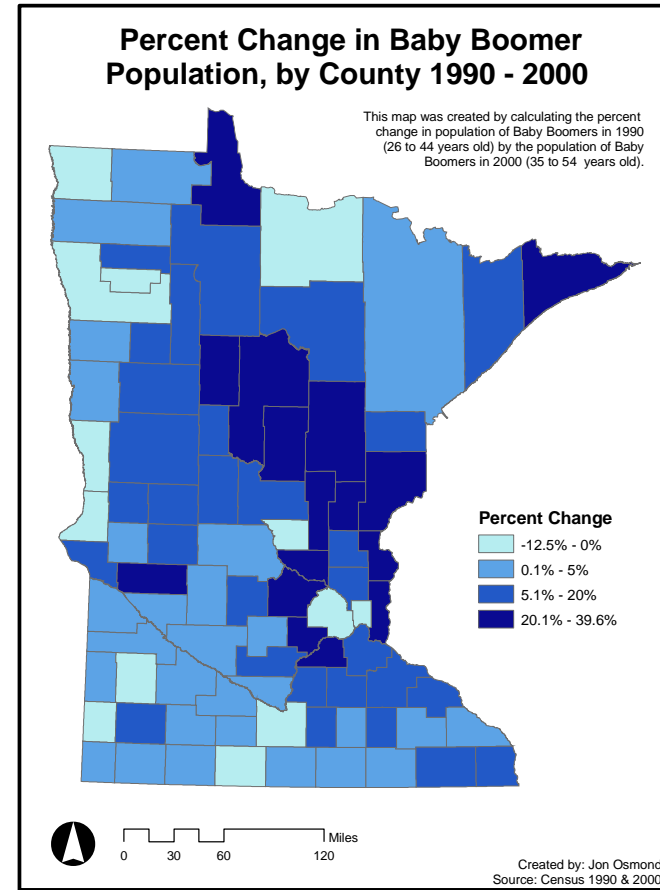 Percent Change in Baby Boomer
Population, by County 1990 - 2000
This map was created by calculating the percent
change in population of Baby Boomers in 1990
(26 to 44 years old) by the population of Baby
Boomers in 2000 (35 to 54 years old).
Percent Change
-12.5% - 0%
0.1% - 5%
5.1% - 20%
20.1% - 39.6%
Miles
0 30 60 120
Created by: Jon Osmond
Source: Census 1990 & 2000